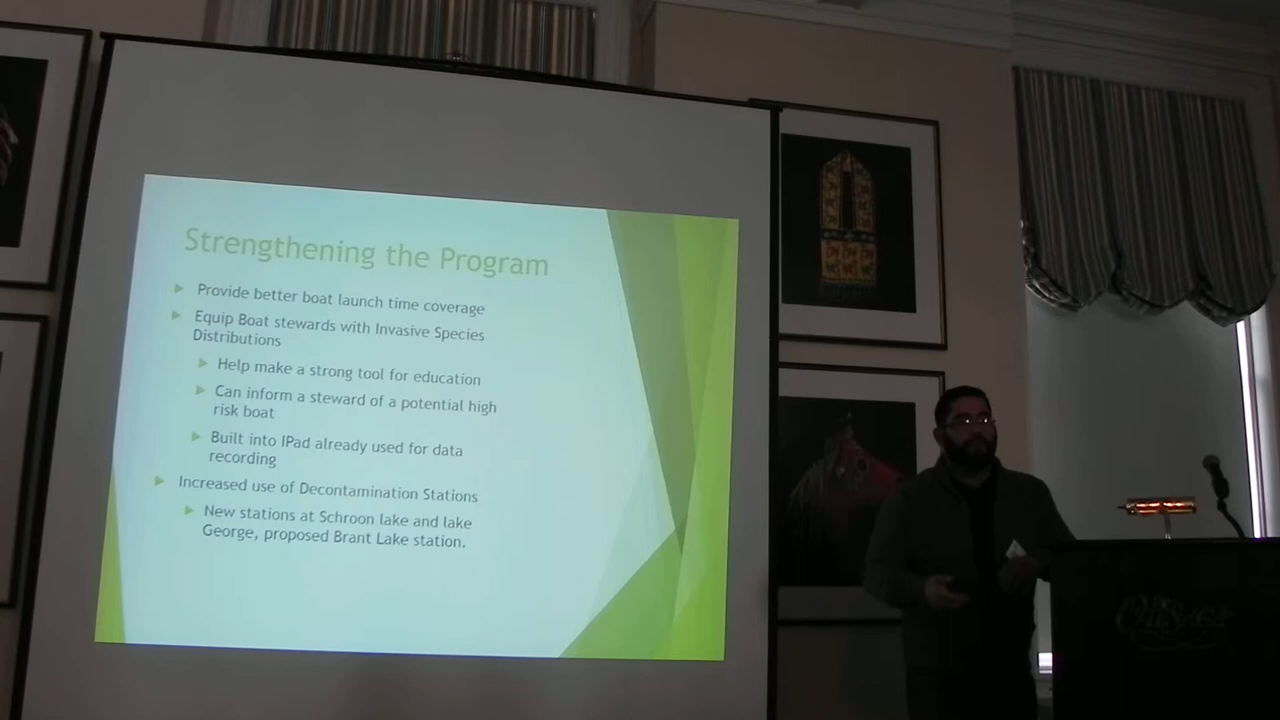 Strengthening the Program
Provide better boat launch time coverage
Equip Boat stewards with Invasive Species
Distributions
Help make a strong tool for education
Can inform a steward of a potential high
risk boat
Built into IPad already used for data
recording
Increased use of Decontamination Stations
New stations at Schroon lake and lake
George, proposed Brant Lake station.